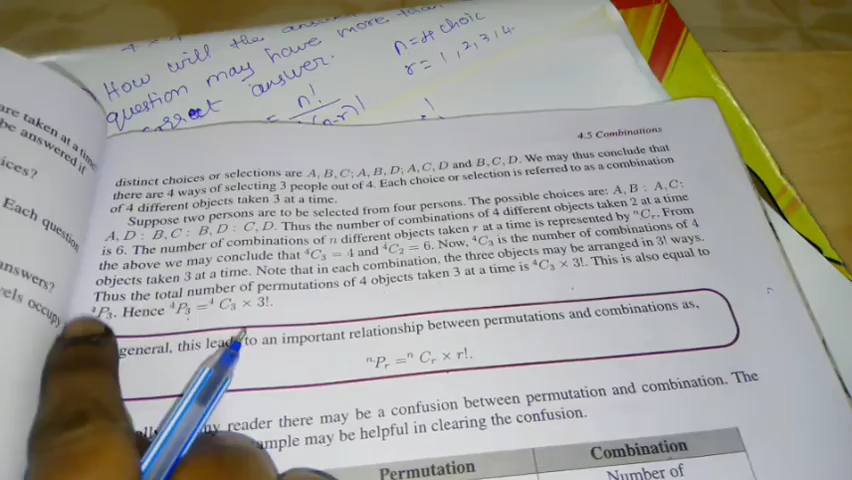 How will the answer
question may have more than
correct answer.
n = # choic
r = 1, 2, 3, 4.
= n!
(n-r)!
!
are taken at a time
be answered if
ices?
Each question
answers?
vels occupy
4.5 Combinations
distinct choices or selections are A, B, C; A, B, D; A, C, D and B, C, D. We may thus conclude that
there are 4 ways of selecting 3 people out of 4. Each choice or selection is referred to as a combination
of 4 different objects taken 3 at a time.
Suppose two persons are to be selected from four persons. The possible choices are: A, B : A, C:
A, D : B, C : B, D : C, D. Thus the number of combinations of 4 different objects taken 2 at a time
is 6. The number of combinations of n different objects taken r at a time is represented by ⁿCᵣ. From
the above we may conclude that ⁴C₃ = 4 and ⁴C₂ = 6. Now, ⁴C₃ is the number of combinations of 4
objects taken 3 at a time. Note that in each combination, the three objects may be arranged in 3! ways.
Thus the total number of permutations of 4 objects taken 3 at a time is ⁴C₃ × 3!. This is also equal to
⁴P₃. Hence ⁴P₃ =⁴ C₃ × 3!.
general, this leads to an important relationship between permutations and combinations as,
ⁿPᵣ =ⁿ Cᵣ × r!.
reader there may be a confusion between permutation and combination. The
ample may be helpful in clearing the confusion.
Permutation
Combination
Number of